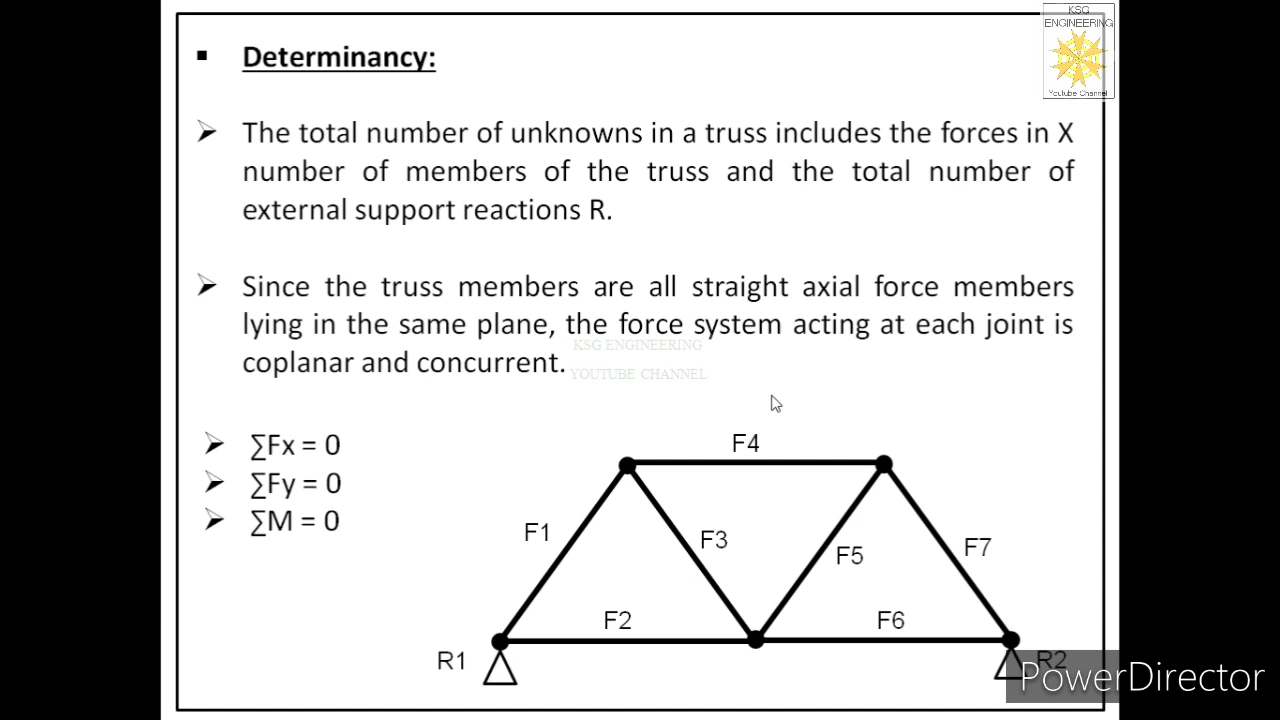 KSG
ENGINEERING
Youtube Channel
▪ Determinancy:
➢ The total number of unknowns in a truss includes the forces in X
number of members of the truss and the total number of
external support reactions R.
➢ Since the truss members are all straight axial force members
lying in the same plane, the force system acting at each joint is
coplanar and concurrent.
KSG ENGINEERING
YOUTUBE CHANNEL
➢ ∑Fx = 0
➢ ∑Fy = 0
➢ ∑M = 0
F4
F1
F3
F5
F7
F2
F6
R1
R2
PowerDirector